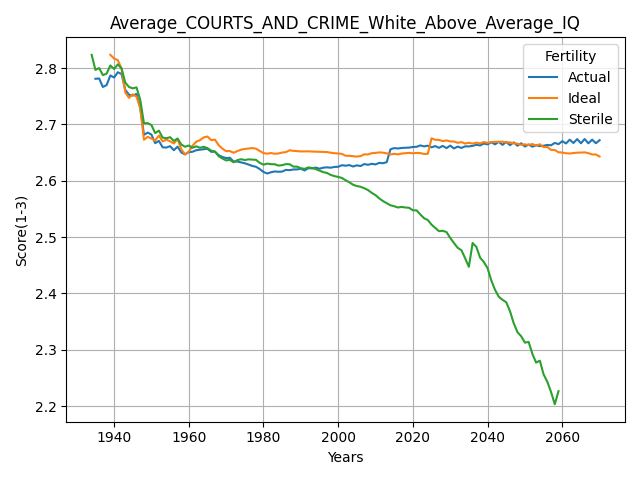 Average_COURTS_AND_CRIME_White_Above_Average_IQ
Fertility
Actual
Ideal
Sterile
Score(1-3)
2.8
2.7
2.6
2.5
2.4
2.3
2.2
1940 1960 1980 2000 2020 2040 2060
Years